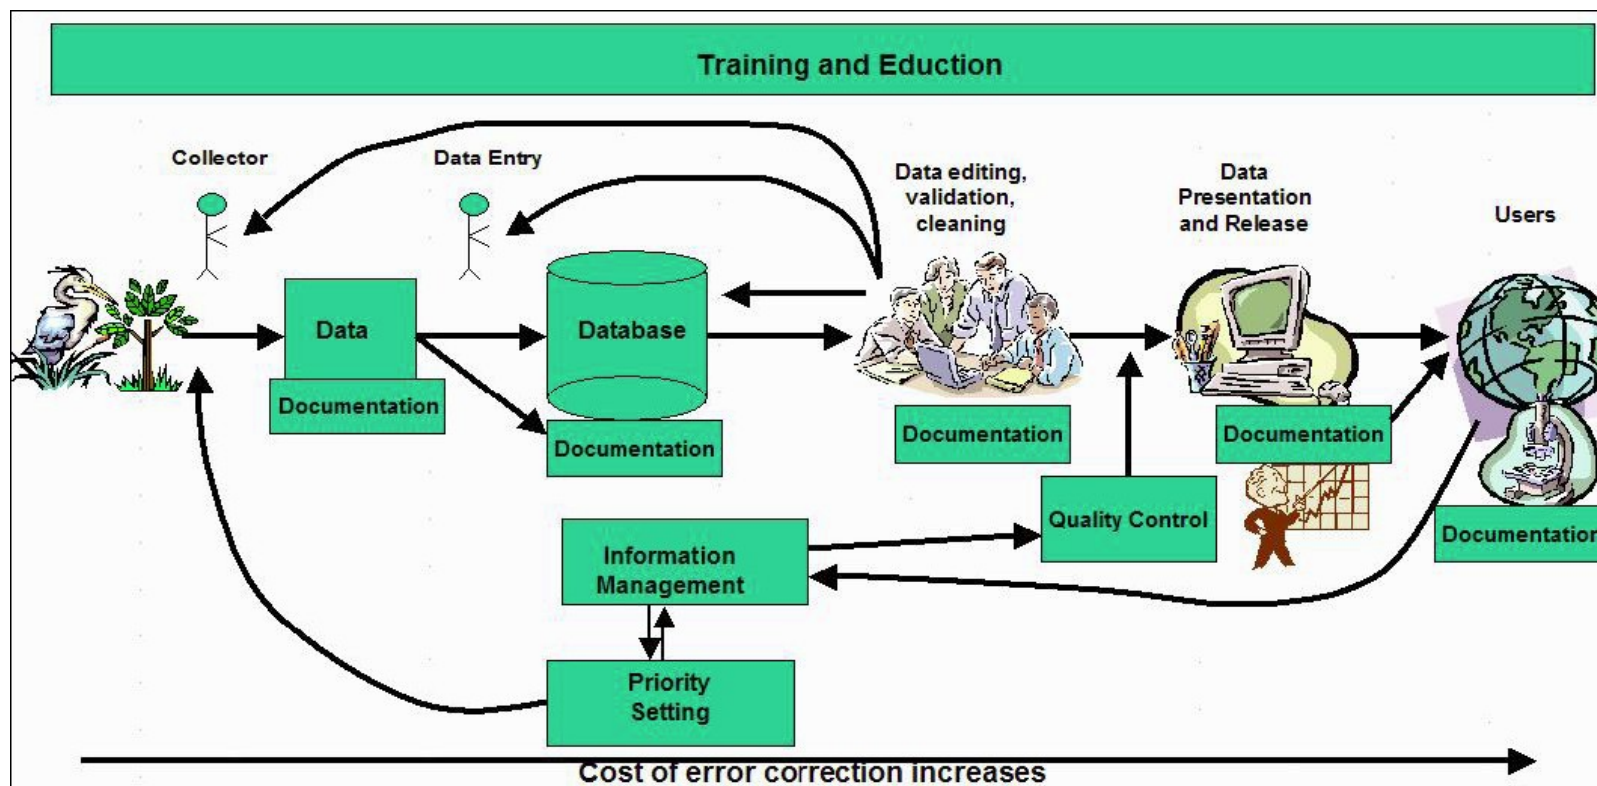 Training and Eduction
Collector
Data Entry
Data editing,
validation,
cleaning
Data
Presentation
and Release
Users
Data
Database
Documentation
Documentation
Documentation
Documentation
Quality Control
Documentation
Information
Management
Priority
Setting
Cost of error correction increases